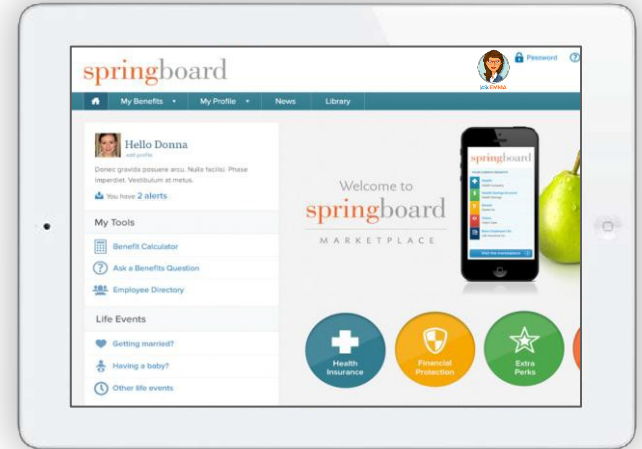 springboard
ask EMMA
Password
My Benefits
My Profile
News
Library
Hello Donna
edit profile
Donec gravida posuere arcu. Nulla facilisi. Phase
imperdiet. Vestibulum at metus.
You have 2 alerts
My Tools
Benefit Calculator
Ask a Benefits Question
Employee Directory
Life Events
Getting married?
Having a baby?
Other life events
Welcome to
springboard
MARKETPLACE
springboard
Health
Insurance
Financial
Protection
Extra
Perks